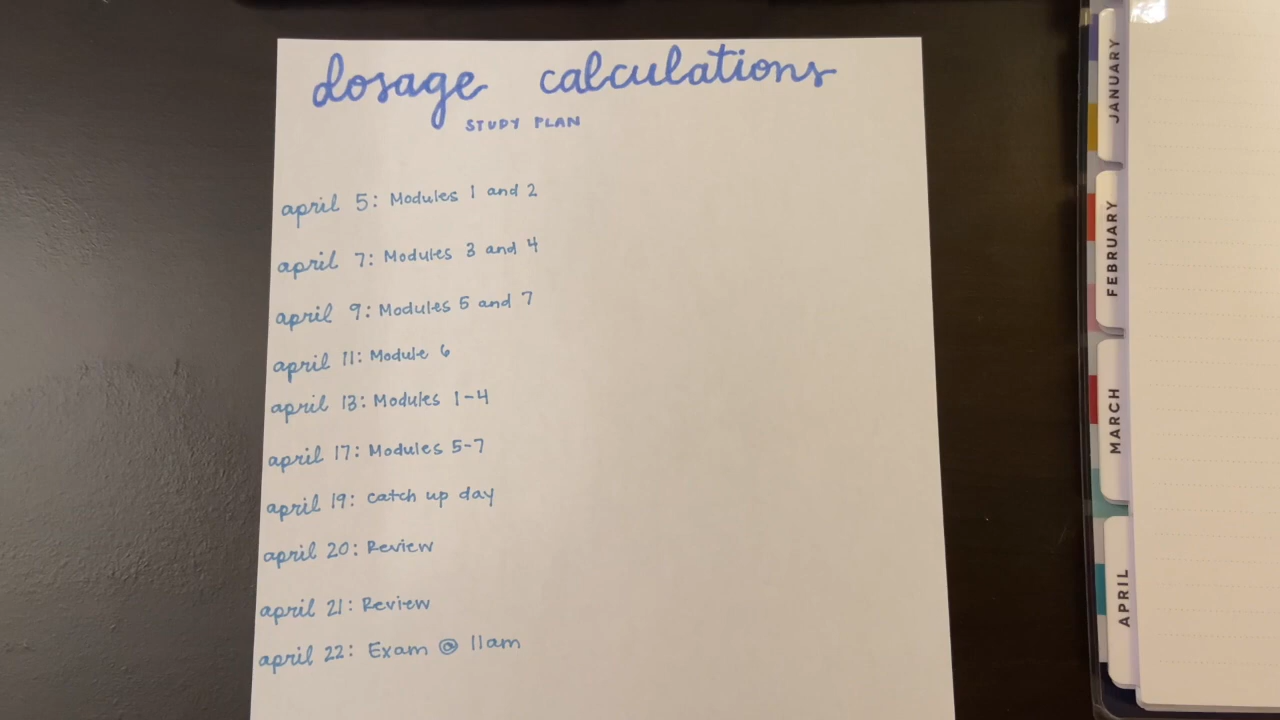 dosage calculations
STUDY PLAN
april 5: Modules 1 and 2
april 7: Modules 3 and 4
april 9: Modules 5 and 7
april 11: Module 6
april 13: Modules 1-4
april 17: Modules 5-7
april 19: Catch up day
april 20: Review
april 21: Review
april 22: Exam @ 11am
JANUARY
FEBRUARY
MARCH
APRIL